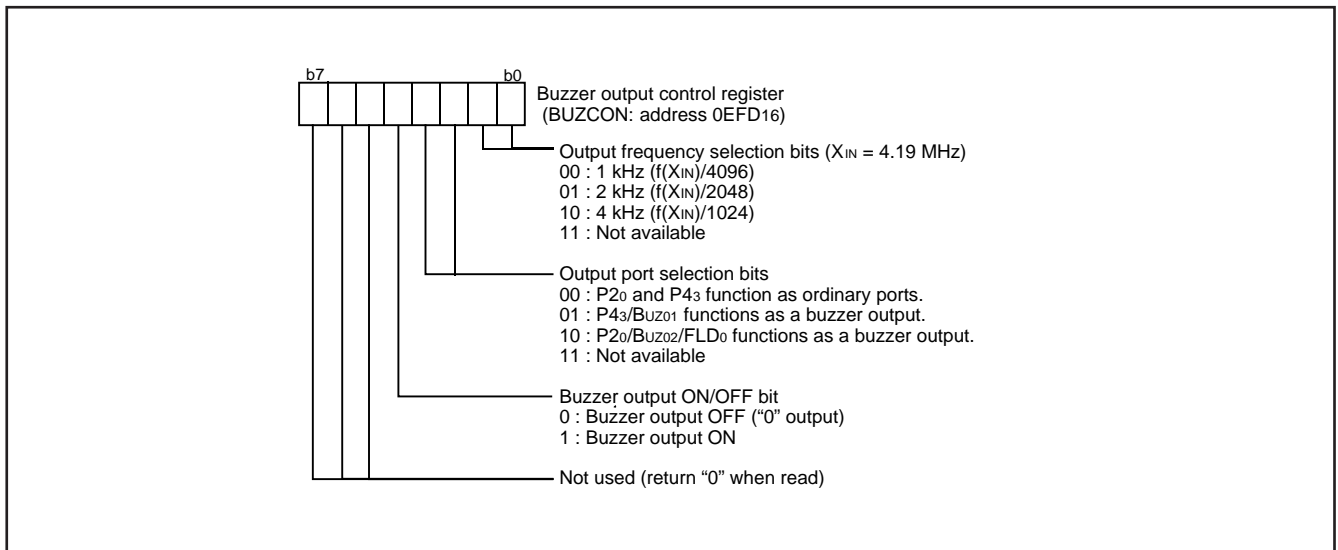 b7 b0
Buzzer output control register
(BUZCON: address 0EFD16)
Output frequency selection bits (XIN = 4.19 MHz)
00 : 1 kHz (f(XIN)/4096)
01 : 2 kHz (f(XIN)/2048)
10 : 4 kHz (f(XIN)/1024)
11 : Not available
Output port selection bits
00 : P20 and P43 function as ordinary ports.
01 : P43/BUZ01 functions as a buzzer output.
10 : P20/BUZ02/FLD0 functions as a buzzer output.
11 : Not available
Buzzer output ON/OFF bit
0 : Buzzer output OFF (“0” output)
1 : Buzzer output ON
Not used (return “0” when read)